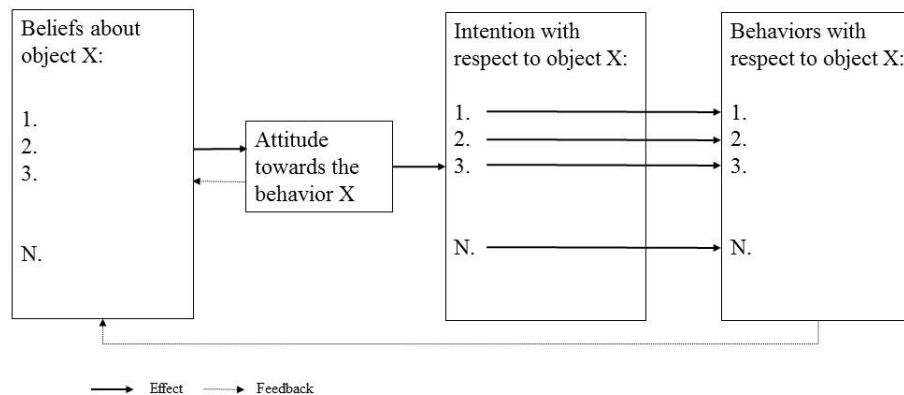 Beliefs about
object X:
1.
2.
3.
N.
Attitude
towards the
behavior X
Intention with
respect to object X:
1.
2.
3.
N.
Behaviors with
respect to object X:
1.
2.
3.
N.
Effect
Feedback